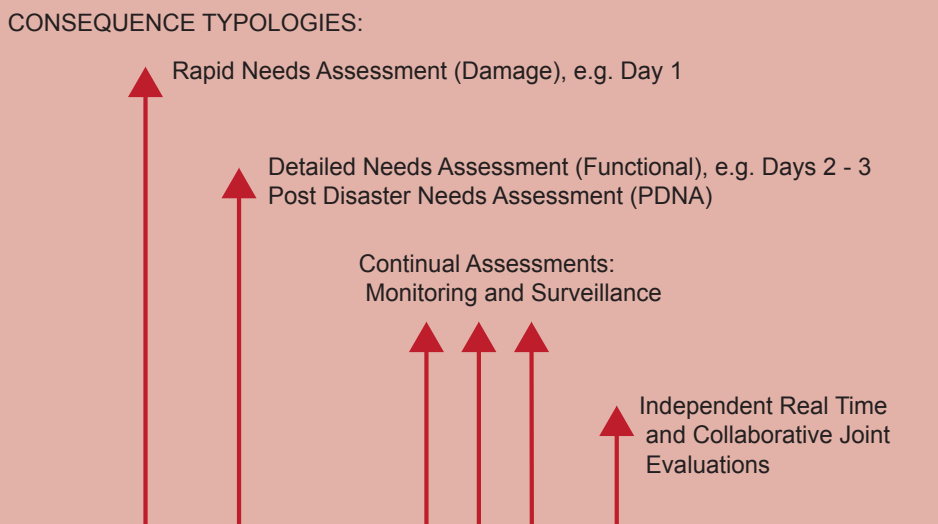 CONSEQUENCE TYPOLOGIES:
Rapid Needs Assessment (Damage), e.g. Day 1
Detailed Needs Assessment (Functional), e.g. Days 2 - 3
Post Disaster Needs Assessment (PDNA)
Continual Assessments:
Monitoring and Surveillance
Independent Real Time
and Collaborative Joint
Evaluations